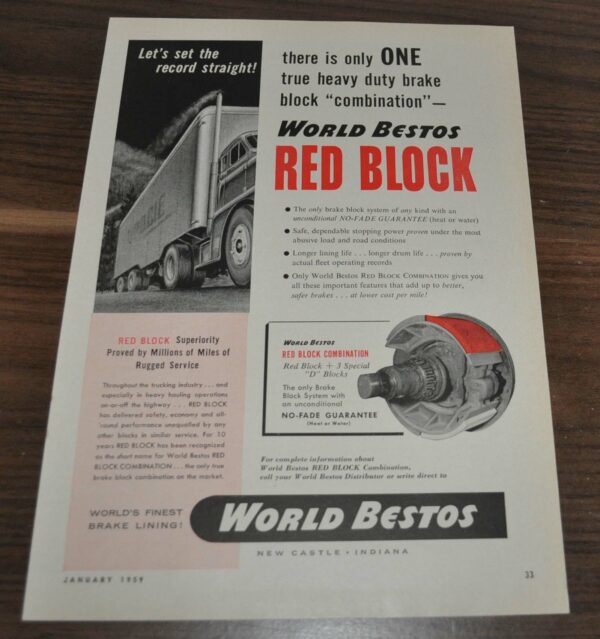 Let's set the
record straight!
there is only ONE
true heavy duty brake
block "combination"—
WORLD BESTOS
RED BLOCK
● The only brake block system of any kind with an
unconditional NO-FADE GUARANTEE (heat or water)
● Safe, dependable stopping power proven under the most
abusive load and road conditions
● Longer lining life . . . longer drum life . . . proven by
actual fleet operating records
● Only World Bestos RED BLOCK COMBINATION gives you
all these important features that add up to better,
safer brakes . . . at lower cost per mile!
RED BLOCK Superiority
Proved by Millions of Miles of
Rugged Service
Throughout the trucking industry . . . and
especially in heavy hauling operations
on-or-off the highway . . . RED BLOCK
has delivered safety, economy and all-
'round performance unequalled by any
other blocks in similar service. For 10
years RED BLOCK has been recognized
as the short name for World Bestos RED
BLOCK COMBINATION . . . the only true
brake block combination on the market.
WORLD BESTOS
RED BLOCK COMBINATION
Red Block + 3 Special
"D" Blocks
The only Brake
Block System with
an unconditional
NO-FADE GUARANTEE
(Heat or Water)
For complete information about
World Bestos RED BLOCK Combination,
call your World Bestos Distributor or write direct to
WORLD'S FINEST
BRAKE LINING!
WORLD BESTOS
NEW CASTLE • INDIANA
JANUARY 1959
33